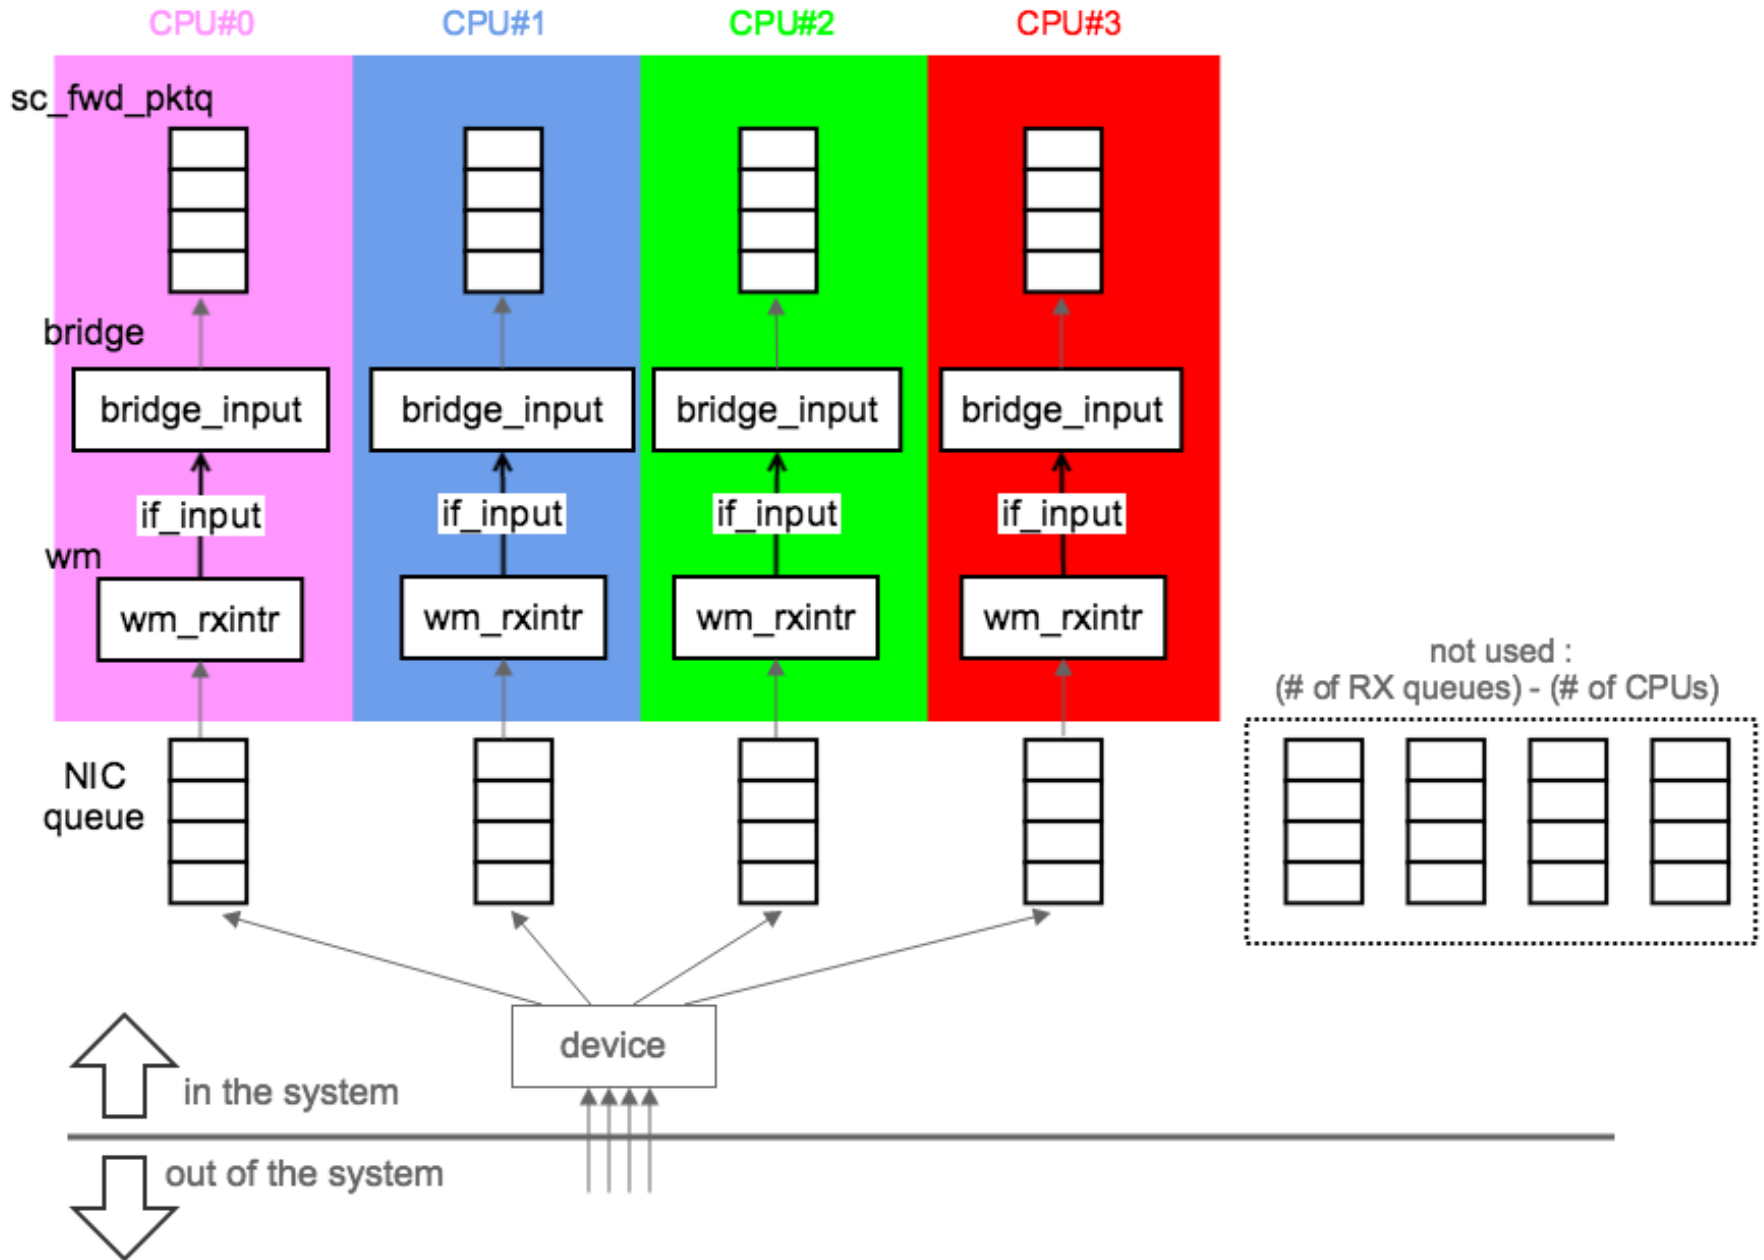 CPU#0
CPU#1
CPU#2
CPU#3
sc_fwd_pktq
bridge
bridge_input
bridge_input
bridge_input
bridge_input
if_input
if_input
if_input
if_input
wm
wm_rxintr
wm_rxintr
wm_rxintr
wm_rxintr
not used :
(# of RX queues) - (# of CPUs)
NIC
queue
device
in the system
out of the system